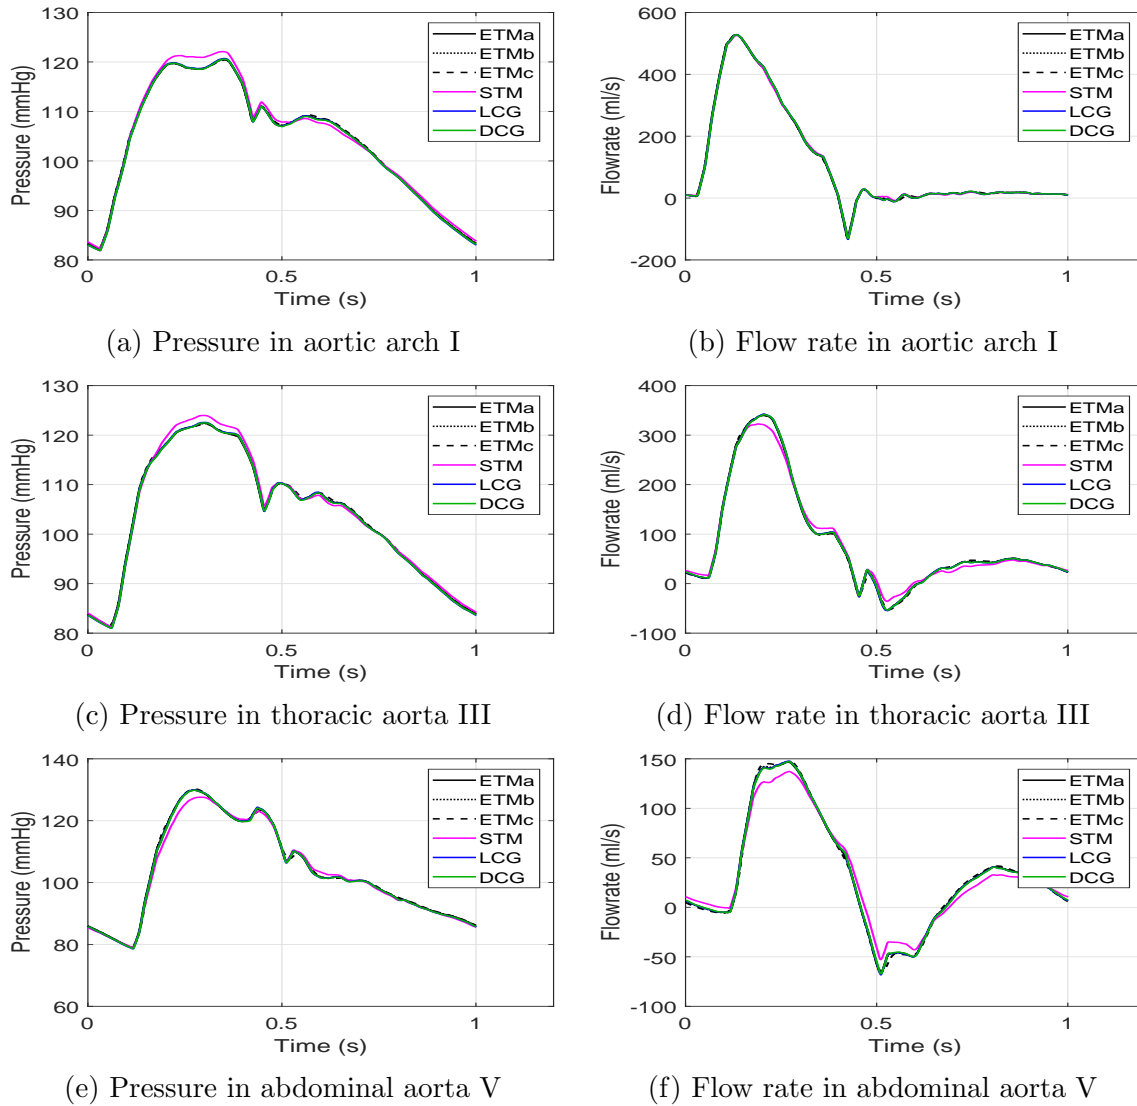 130
120
110
100
90
80
0
0.5
1
Time (s)
Pressure (mmHg)
ETMa
ETMb
ETMc
STM
LCG
DCG
(a) Pressure in aortic arch I
600
400
200
0
-200
0
0.5
1
Time (s)
Flowrate (ml/s)
ETMa
ETMb
ETMc
STM
LCG
DCG
(b) Flow rate in aortic arch I
130
120
110
100
90
80
0
0.5
1
Time (s)
Pressure (mmHg)
ETMa
ETMb
ETMc
STM
LCG
DCG
(c) Pressure in thoracic aorta III
400
300
200
100
0
-100
0
0.5
1
Time (s)
Flowrate (ml/s)
ETMa
ETMb
ETMc
STM
LCG
DCG
(d) Flow rate in thoracic aorta III
140
120
100
80
60
0
0.5
1
Time (s)
Pressure (mmHg)
ETMa
ETMb
ETMc
STM
LCG
DCG
(e) Pressure in abdominal aorta V
150
100
50
0
-50
-100
0
0.5
1
Time (s)
Flowrate (ml/s)
ETMa
ETMb
ETMc
STM
LCG
DCG
(f) Flow rate in abdominal aorta V